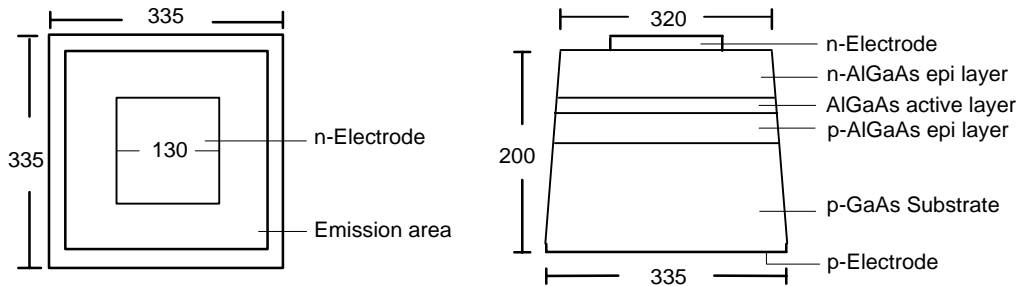 335
335
130
n-Electrode
Emission area
320
n-Electrode
n-AlGaAs epi layer
AlGaAs active layer
p-AlGaAs epi layer
200
p-GaAs Substrate
p-Electrode
335